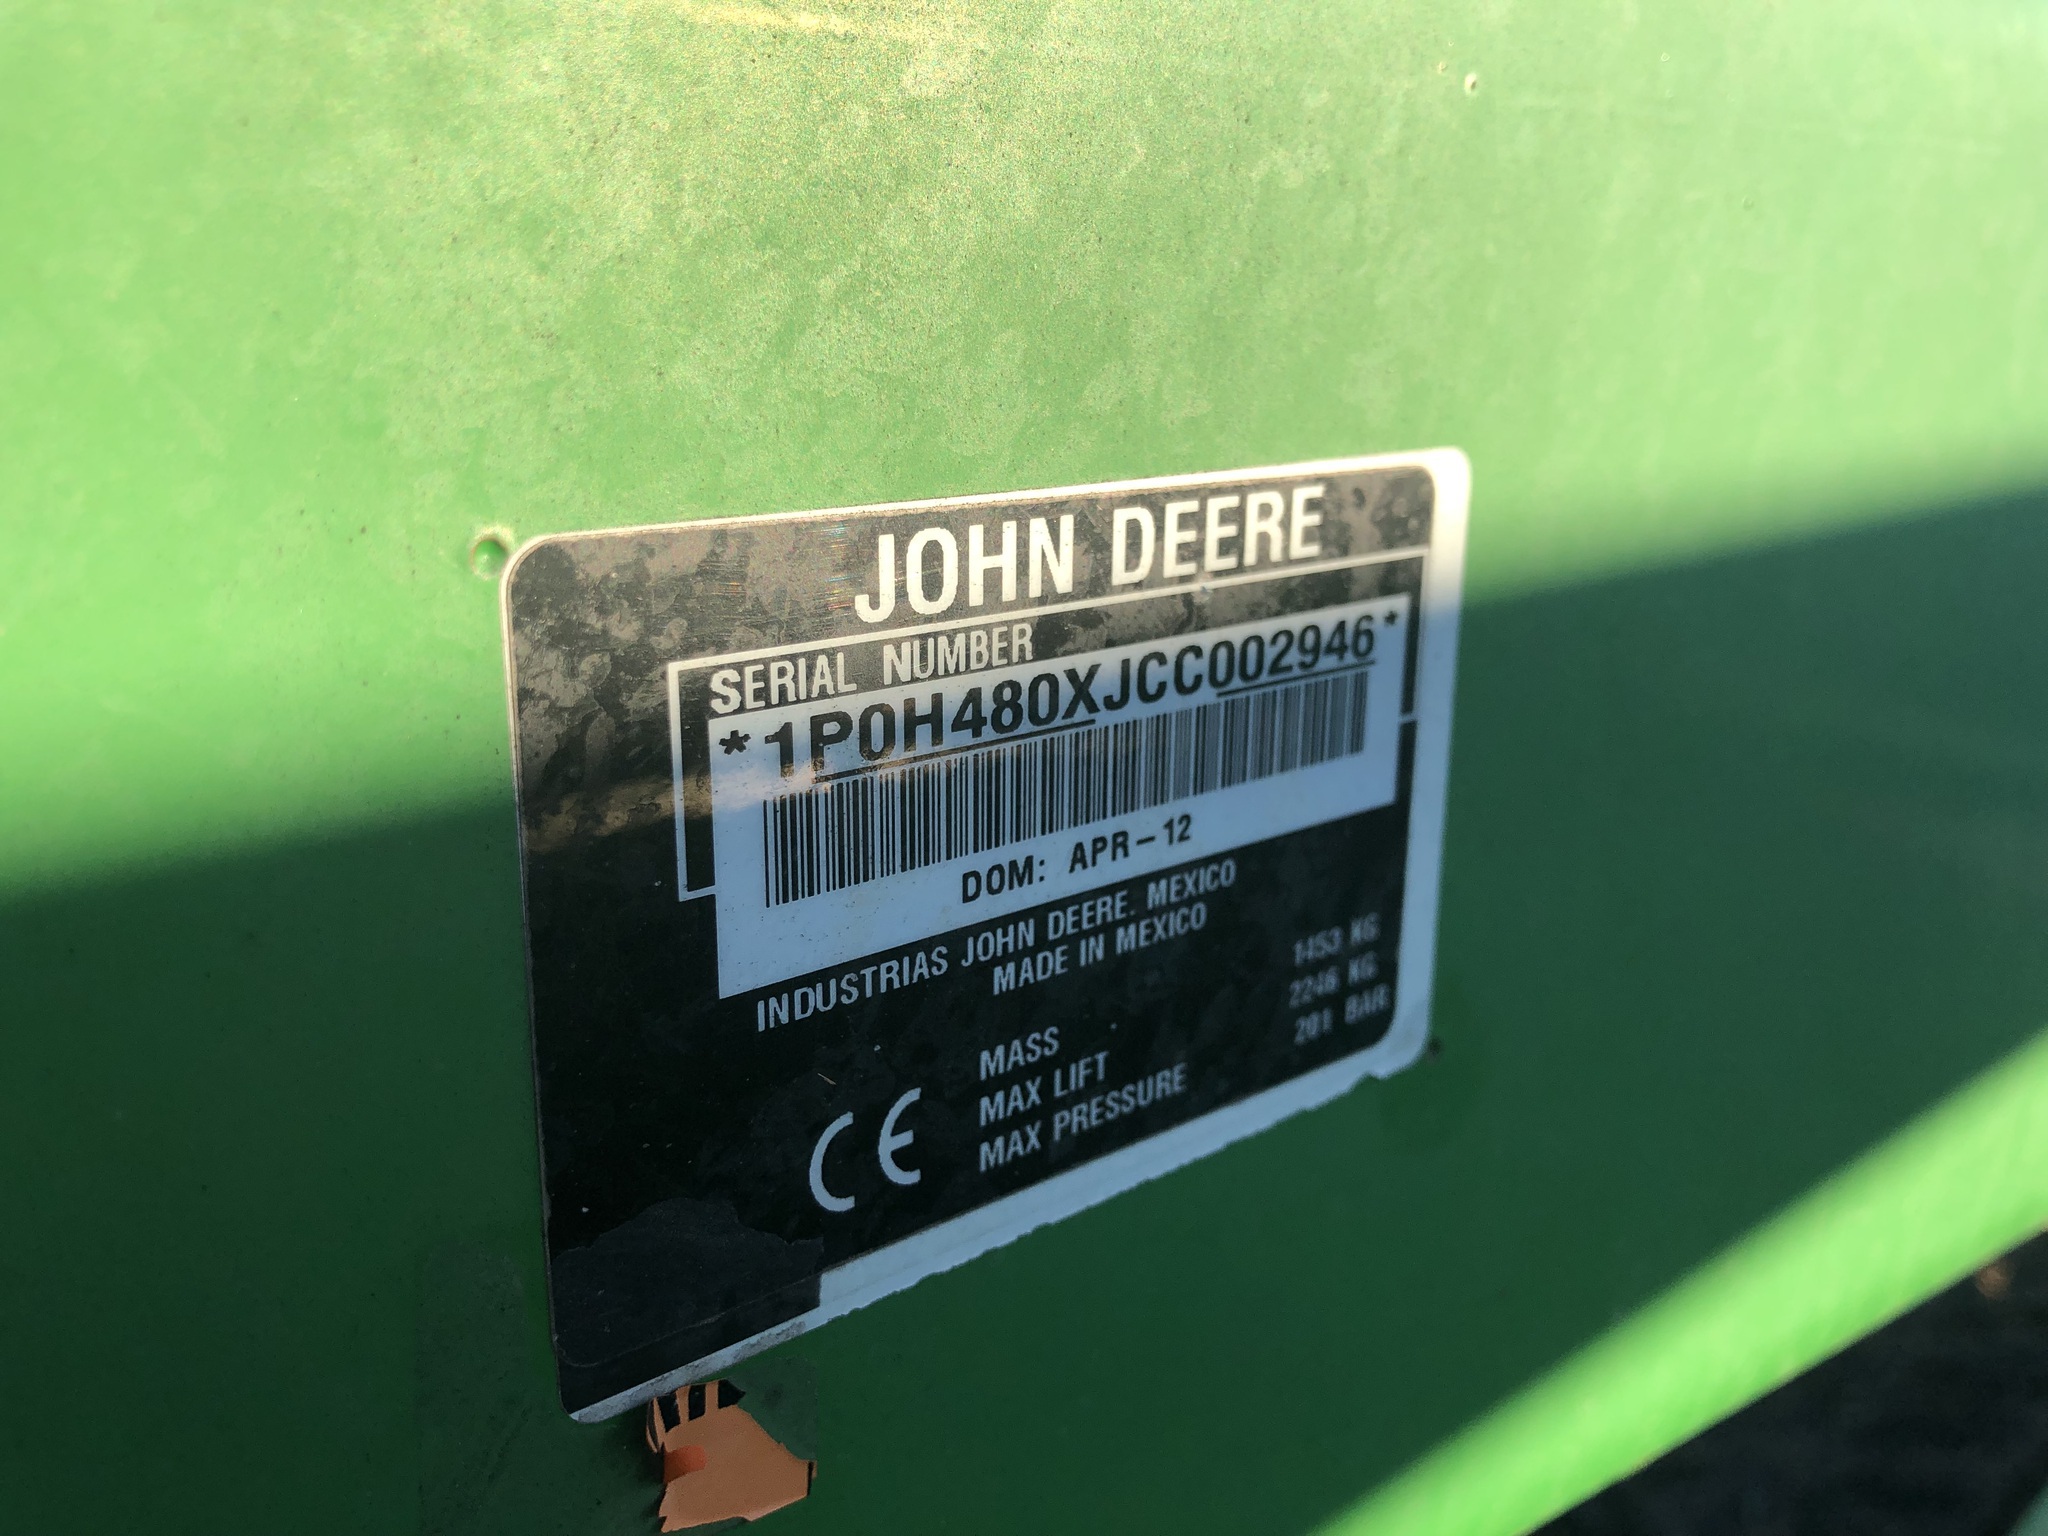 JOHN DEERE
SERIAL NUMBER
*1P0H480XJCC002946*
DOM: APR-12
INDUSTRIAS JOHN DEERE. MEXICO
MADE IN MEXICO
MASS 1453 KG
MAX LIFT 2246 KG
MAX PRESSURE 201 BAR
CE